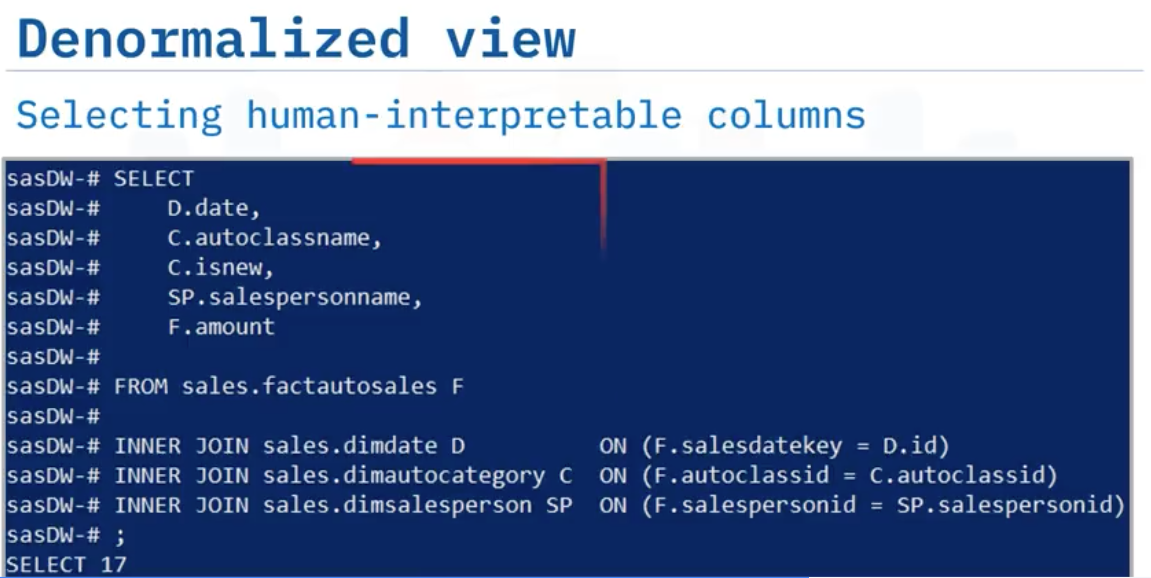 Denormalized view
Selecting human-interpretable columns
sasDW-# SELECT
sasDW-#     D.date,
sasDW-#     C.autoclassname,
sasDW-#     C.isnew,
sasDW-#     SP.salespersonname,
sasDW-#     F.amount
sasDW-#
sasDW-# FROM sales.factautosales F
sasDW-#
sasDW-# INNER JOIN sales.dimdate D          ON (F.salesdatekey = D.id)
sasDW-# INNER JOIN sales.dimautocategory C  ON (F.autoclassid = C.autoclassid)
sasDW-# INNER JOIN sales.dimsalesperson SP  ON (F.salespersonid = SP.salespersonid)
sasDW-# ;
SELECT 17